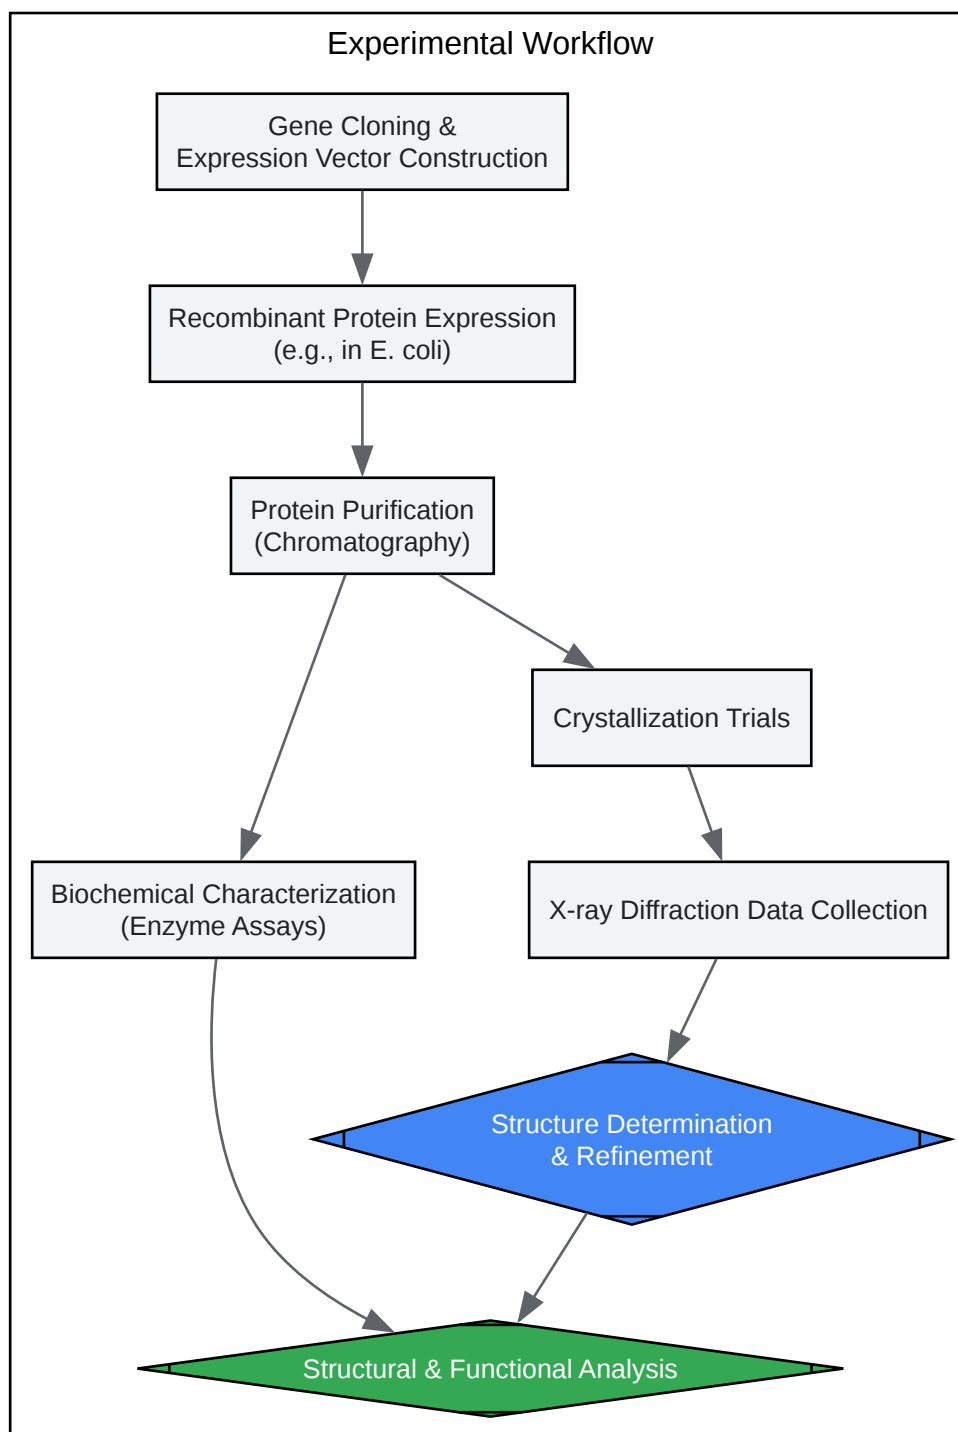 Experimental Workflow
Gene Cloning &
Expression Vector Construction
Recombinant Protein Expression
(e.g., in E. coli)
Protein Purification
(Chromatography)
Crystallization Trials
Biochemical Characterization
(Enzyme Assays)
X-ray Diffraction Data Collection
Structure Determination
& Refinement
Structural & Functional Analysis